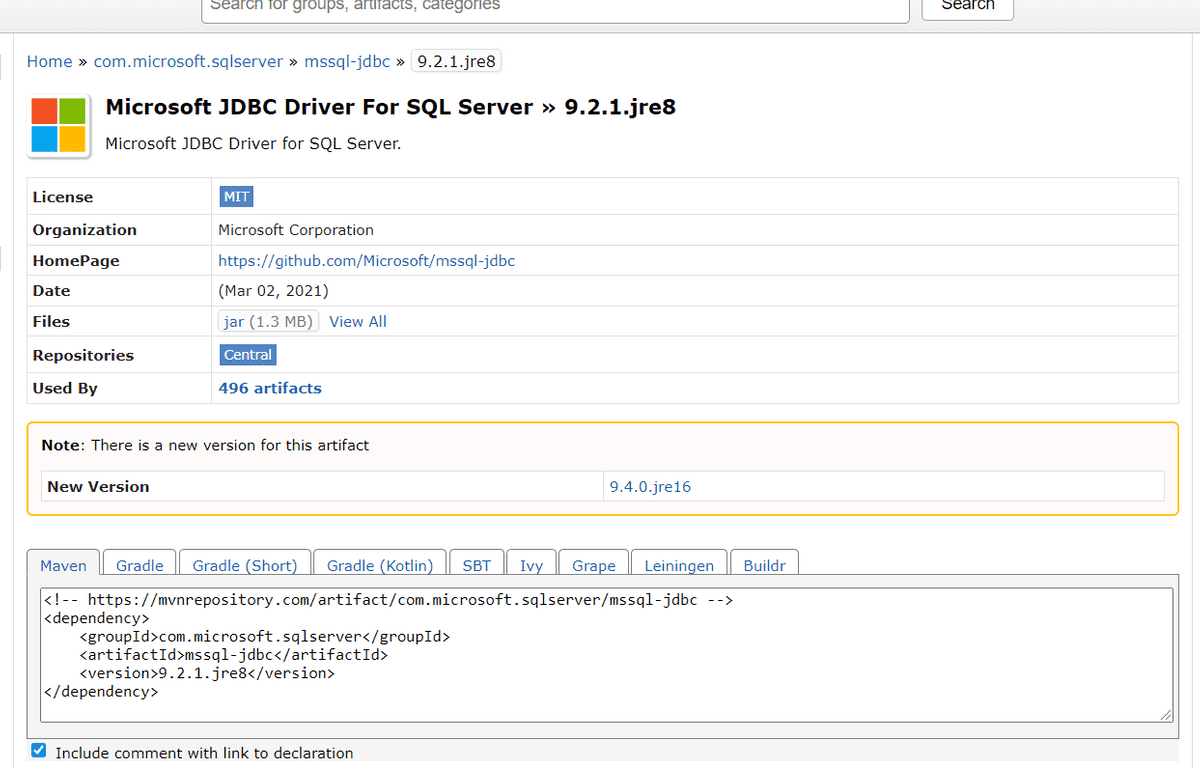 Search for groups, artifacts, categories Search
Home » com.microsoft.sqlserver » mssql-jdbc » 9.2.1.jre8
Microsoft JDBC Driver For SQL Server » 9.2.1.jre8
Microsoft JDBC Driver for SQL Server.
License MIT
Organization Microsoft Corporation
HomePage https://github.com/Microsoft/mssql-jdbc
Date (Mar 02, 2021)
Files jar (1.3 MB) View All
Repositories Central
Used By 496 artifacts
Note: There is a new version for this artifact
New Version 9.4.0.jre16
Maven Gradle Gradle (Short) Gradle (Kotlin) SBT Ivy Grape Leiningen Buildr
<!-- https://mvnrepository.com/artifact/com.microsoft.sqlserver/mssql-jdbc -->
<dependency>
    <groupId>com.microsoft.sqlserver</groupId>
    <artifactId>mssql-jdbc</artifactId>
    <version>9.2.1.jre8</version>
</dependency>
Include comment with link to declaration